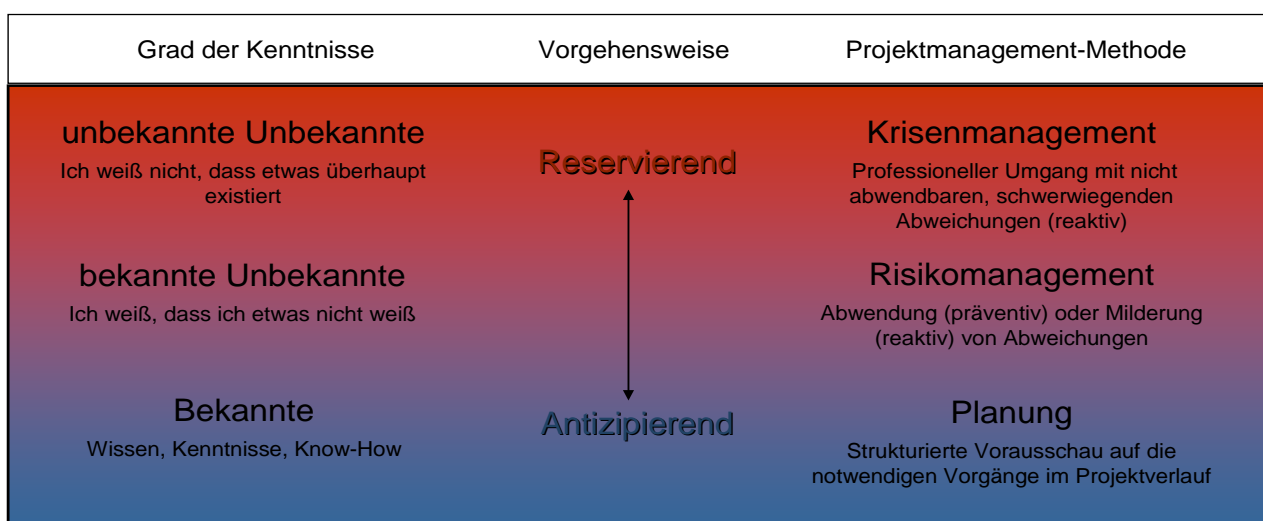 Grad der Kenntnisse
Vorgehensweise
Projektmanagement-Methode
unbekannte Unbekannte
Ich weiß nicht, dass etwas überhaupt
existiert
Reservierend
Krisenmanagement
Professioneller Umgang mit nicht
abwendbaren, schwerwiegenden
Abweichungen (reaktiv)
bekannte Unbekannte
Ich weiß, dass ich etwas nicht weiß
Risikomanagement
Abwendung (präventiv) oder Milderung
(reaktiv) von Abweichungen
Bekannte
Wissen, Kenntnisse, Know-How
Antizipierend
Planung
Strukturierte Vorausschau auf die
notwendigen Vorgänge im Projektverlauf